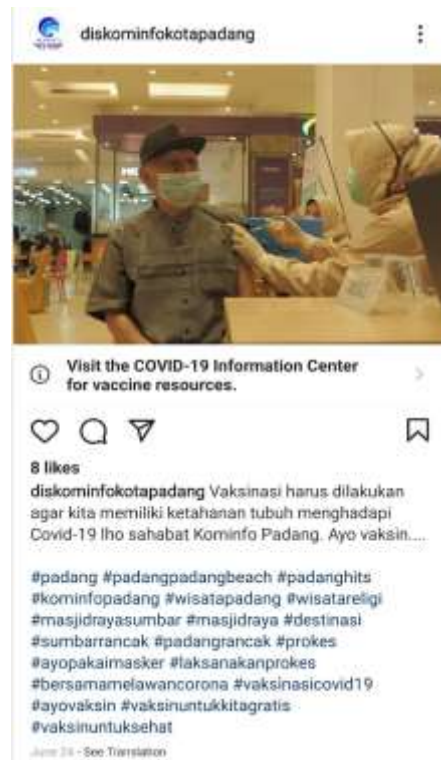 diskominfokotapadang
Visit the COVID-19 Information Center
for vaccine resources.
8 likes
diskominfokotapadang Vaksinasi harus dilakukan
agar kita memiliki ketahanan tubuh menghadapi
Covid-19 lho sahabat Kominfo Padang. Ayo vaksin....
#padang #padangpadangbeach #padanghits
#kominfopadang #wisatapadang #wisatareligi
#masjidrayasumbar #masjidraya #destinasi
#sumbarrancak #padangrancak #prokes
#ayopakaimasker #laksanakanprokes
#bersamamelawancorona #vaksinasicovid19
#ayovaksin #vaksinuntukkitagratis
#vaksinuntuksehat
June 24 - See Translation